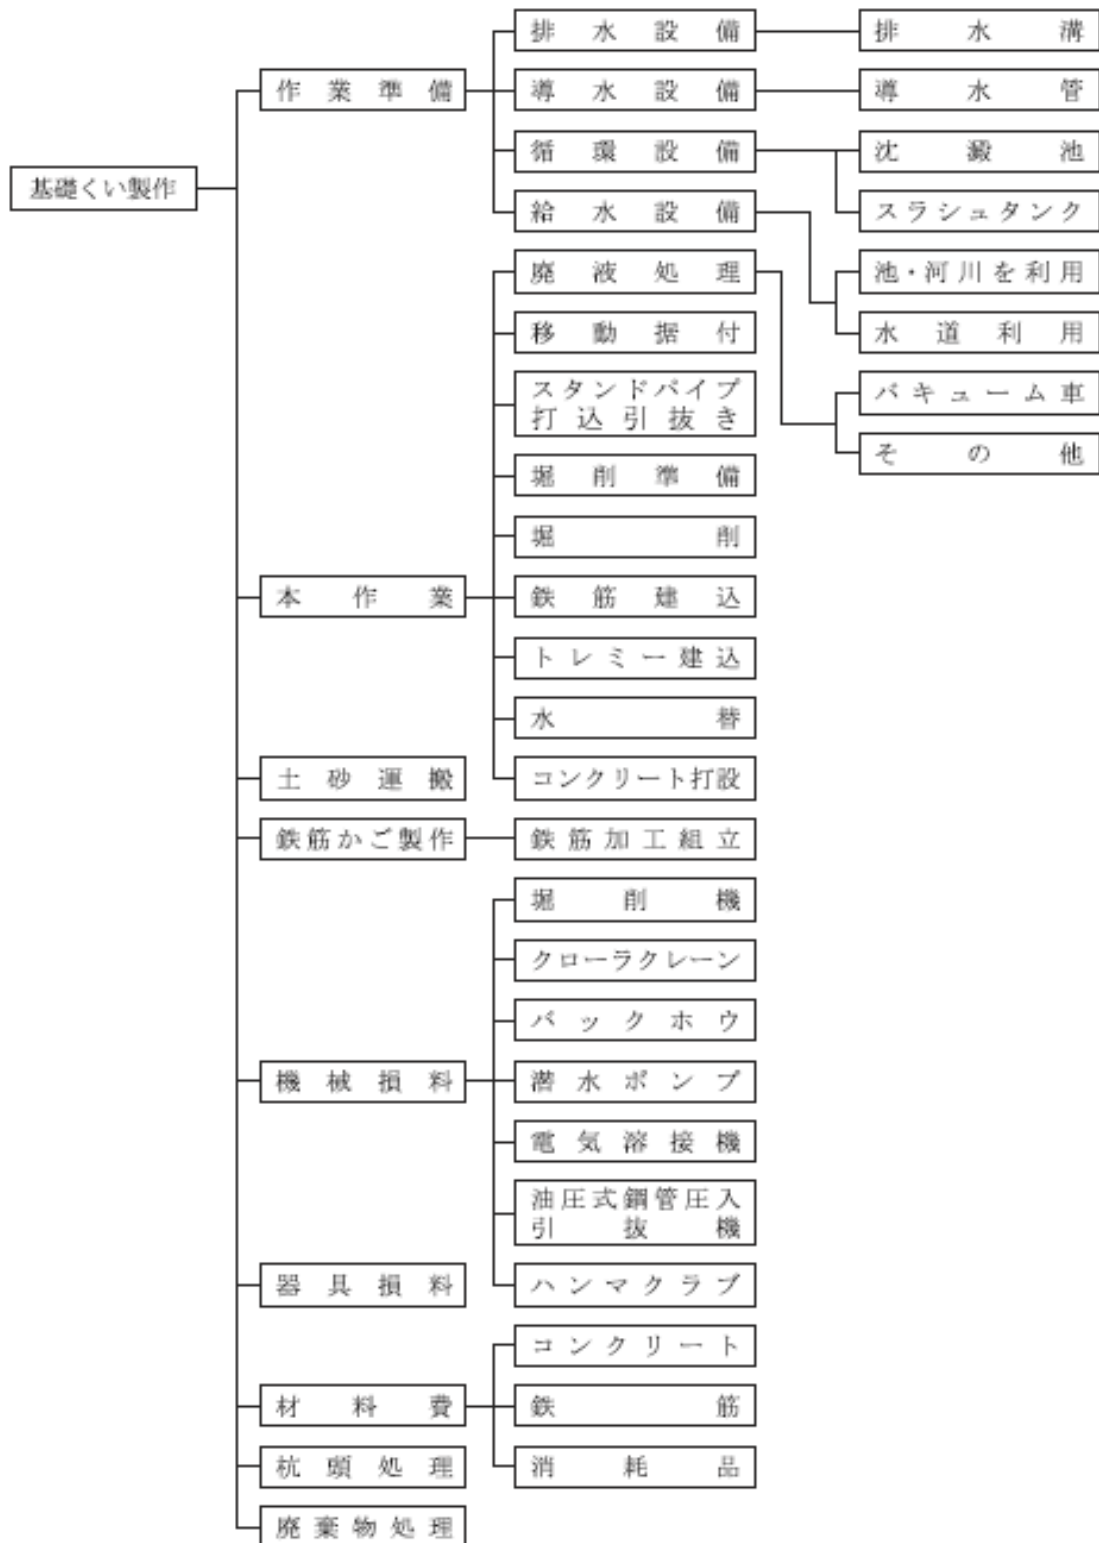 基礎くい製作
作業準備
排水設備
排水溝
導水設備
導水管
循環設備
沈澱池
スラシュタンク
給水設備
池・河川を利用
水道利用
本作業
廃液処理
バキューム車
その他
移動据付
スタンドパイプ
打込引抜き
堀削準備
堀削
鉄筋建込
トレミー建込
水替
コンクリート打設
土砂運搬
鉄筋かご製作
鉄筋加工組立
機械損料
堀削機
クローラクレーン
バックホウ
潜水ポンプ
電気溶接機
油圧式鋼管圧入
引抜機
ハンマクラブ
器具損料
材料費
コンクリート
鉄筋
消耗品
杭頭処理
廃棄物処理